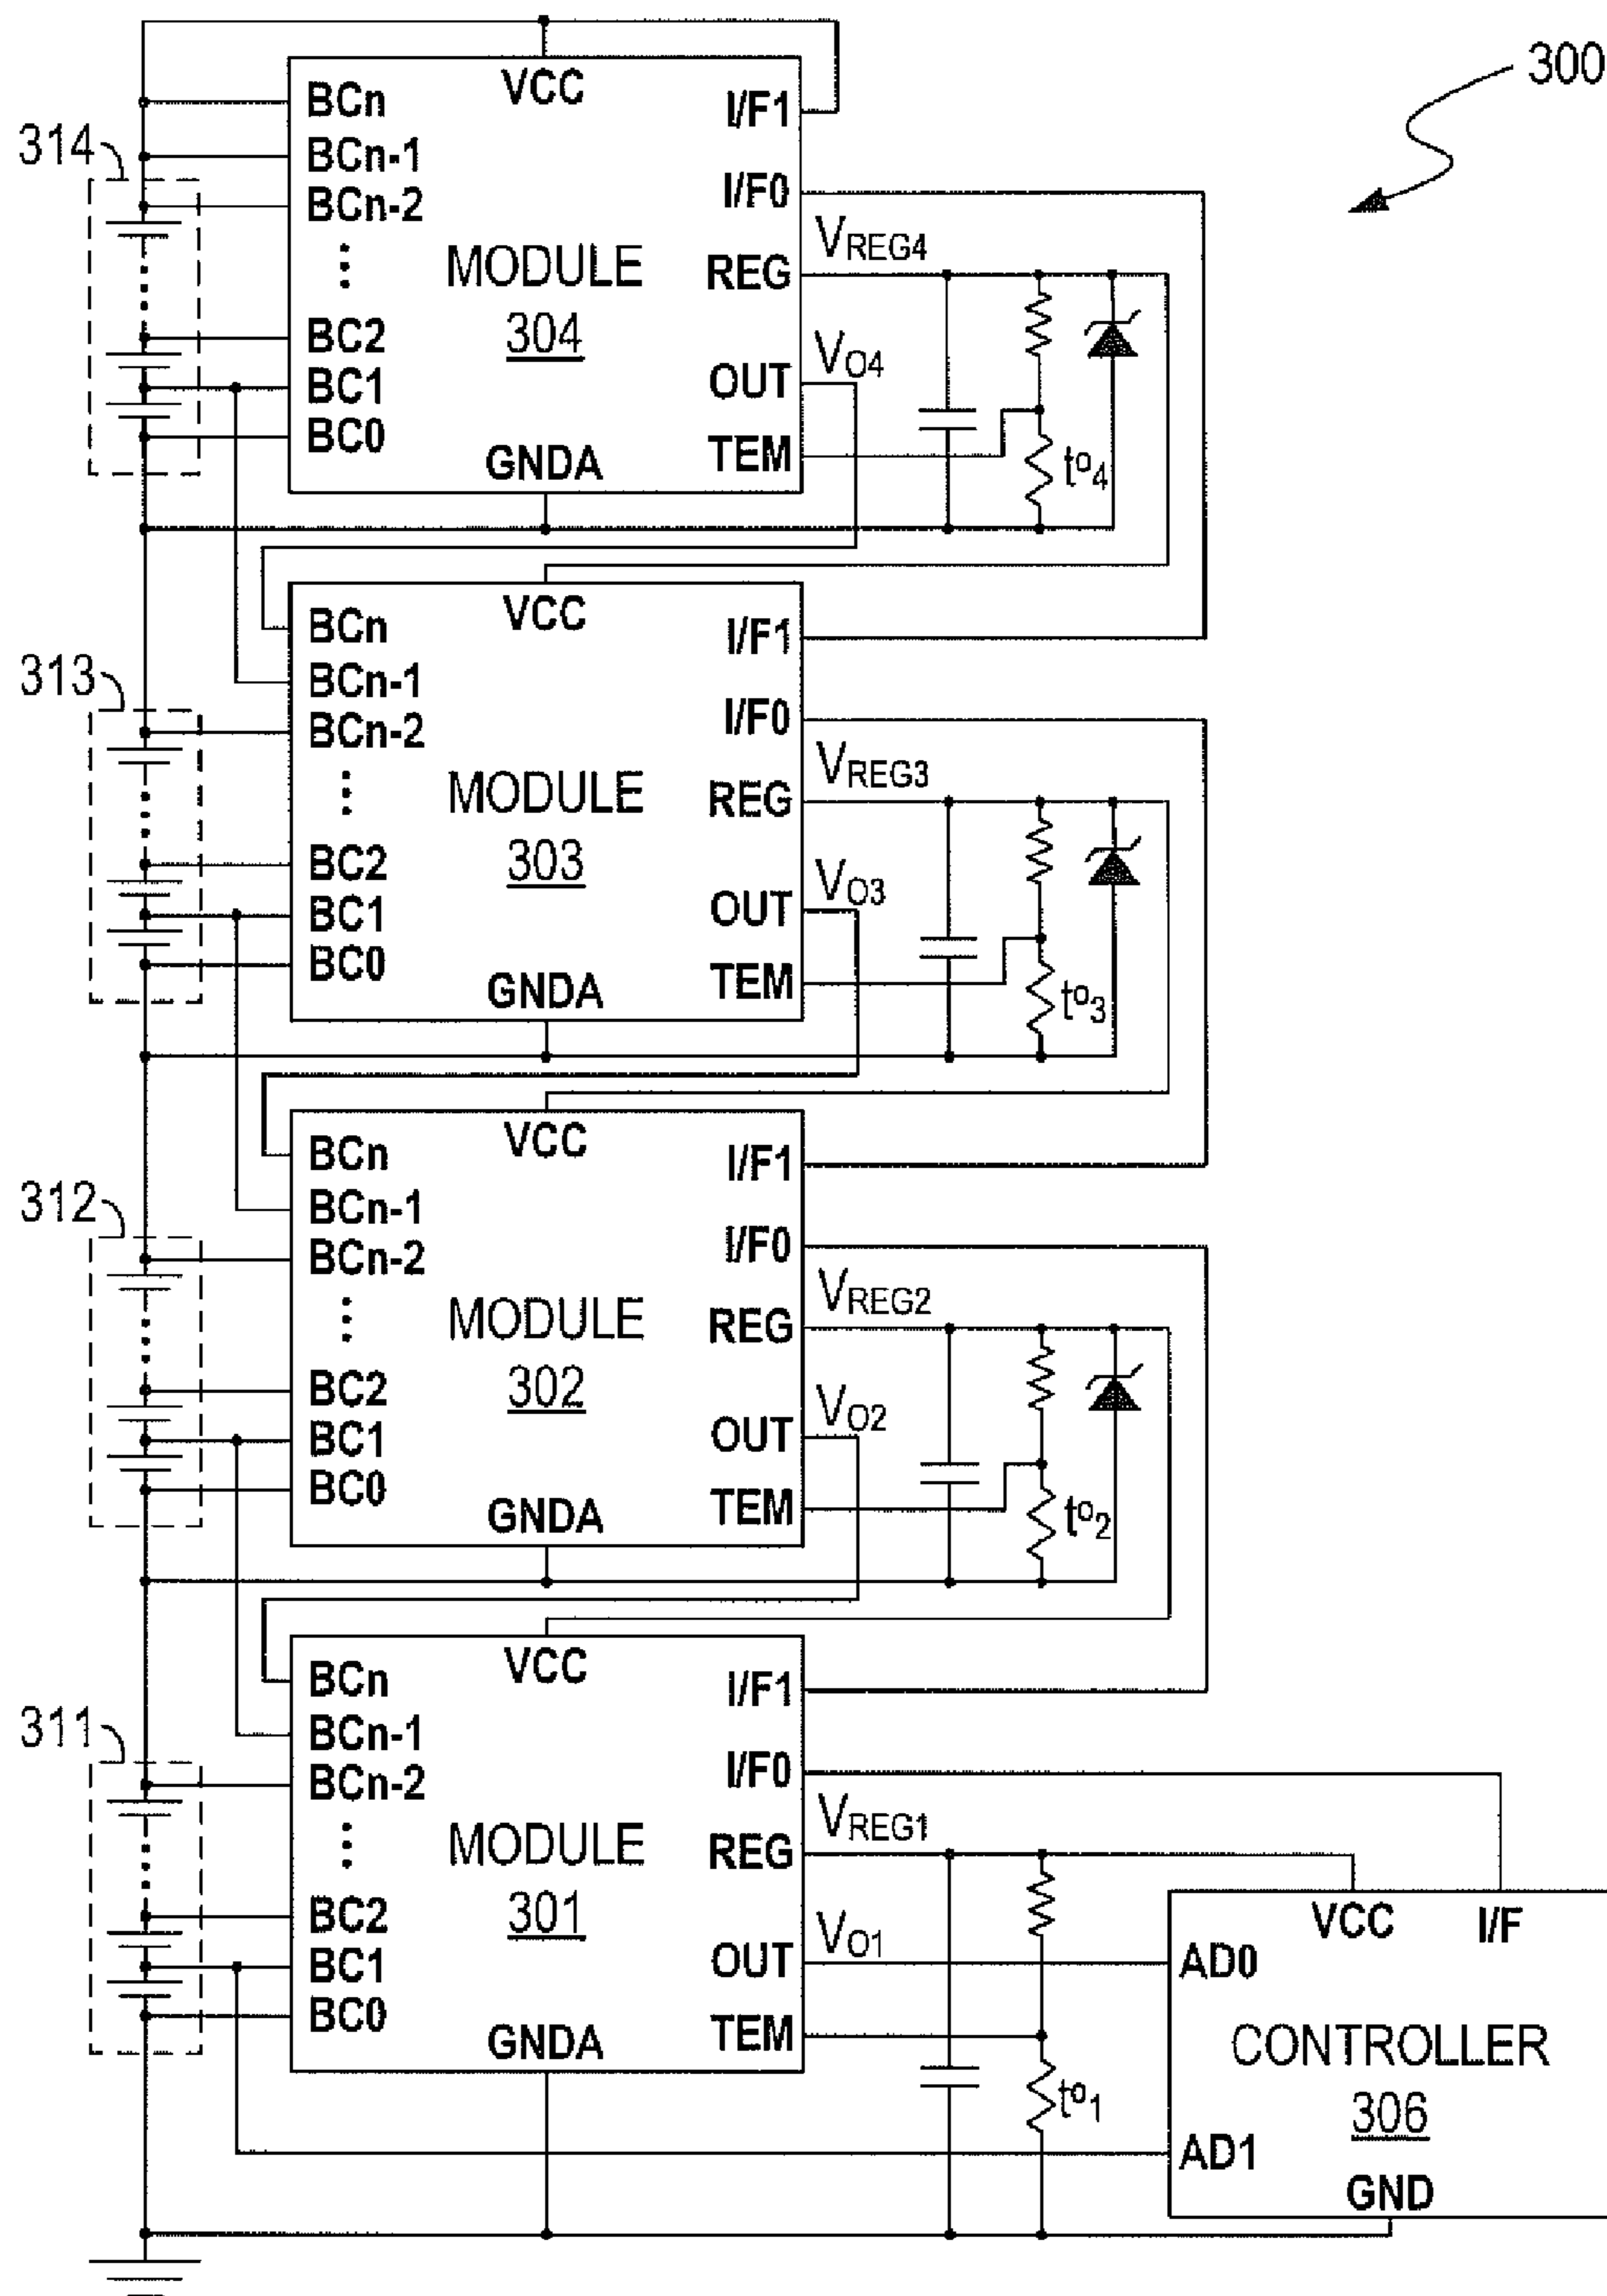 300
VCC
BCn
I/F1
314
BCn-1
BCn-2
I/F0
VREG4
MODULE
REG
304
BC2
VO4
BC1
OUT
BC0
TEM
GNDA
to4
VCC
BCn
I/F1
313
BCn-1
BCn-2
I/F0
VREG3
MODULE
REG
303
BC2
VO3
BC1
OUT
BC0
TEM
GNDA
to3
VCC
BCn
I/F1
312
BCn-1
BCn-2
I/F0
VREG2
MODULE
REG
302
BC2
VO2
BC1
OUT
BC0
TEM
GNDA
to2
VCC
BCn
I/F1
311
BCn-1
BCn-2
I/F0
VREG1
MODULE
REG
301
BC2
VO1
BC1
OUT
BC0
TEM
GNDA
to1
VCC
I/F
AD0
CONTROLLER
306
AD1
GND